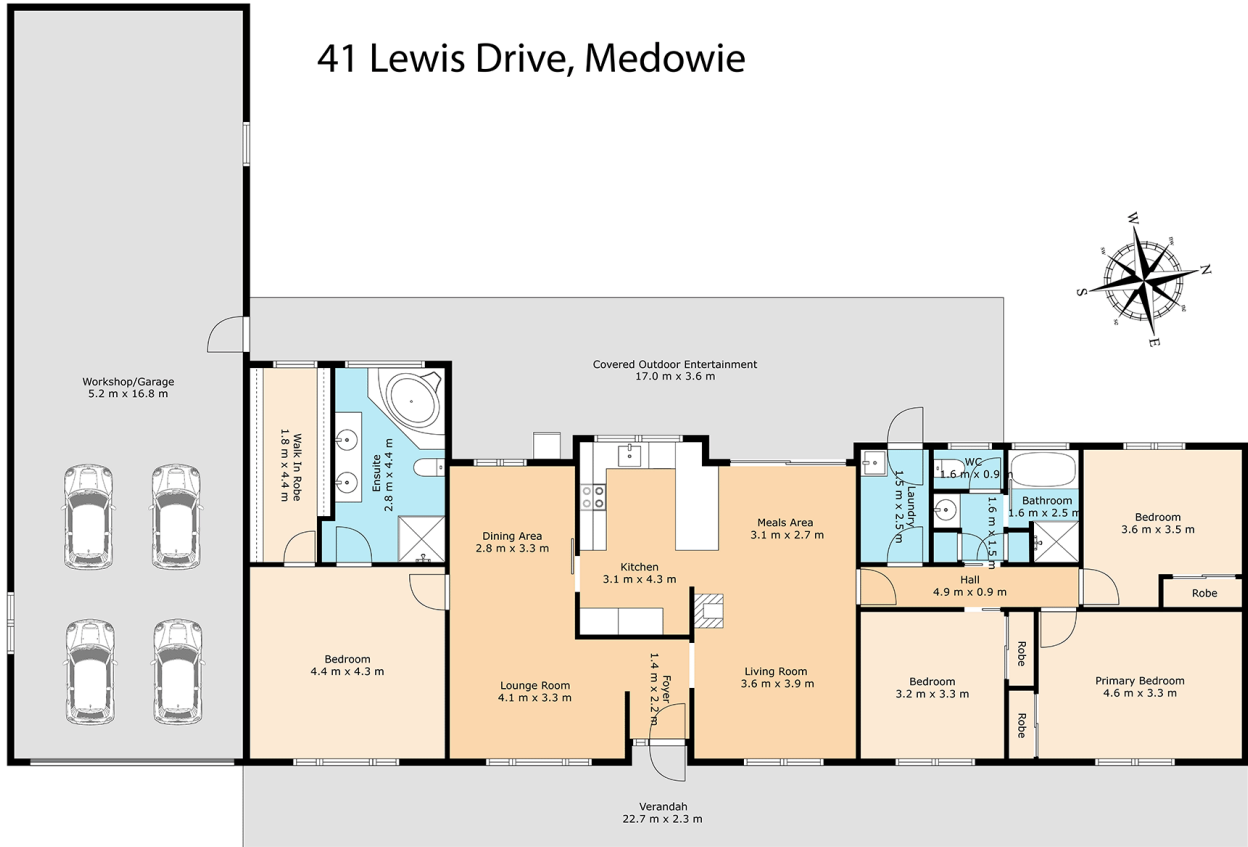 41 Lewis Drive, Medowie
W
N
S
E
Covered Outdoor Entertainment
17.0 m x 3.6 m
Workshop/Garage
5.2 m x 16.8 m
Walk In Robe
1.8 m x 4.4 m
Ensuite
2.8 m x 4.4 m
Dining Area
2.8 m x 3.3 m
Kitchen
3.1 m x 4.3 m
Meals Area
3.1 m x 2.7 m
Laundry
1.5 m x 2.5 m
WC
1.6 m x 0.9 m
1.6 m x 1.5 m
Bathroom
1.6 m x 2.5 m
Bedroom
3.6 m x 3.5 m
Robe
Hall
4.9 m x 0.9 m
Bedroom
4.4 m x 4.3 m
Lounge Room
4.1 m x 3.3 m
Foyer
1.4 m x 2.2 m
Living Room
3.6 m x 3.9 m
Bedroom
3.2 m x 3.3 m
Robe
Robe
Primary Bedroom
4.6 m x 3.3 m
Verandah
22.7 m x 2.3 m